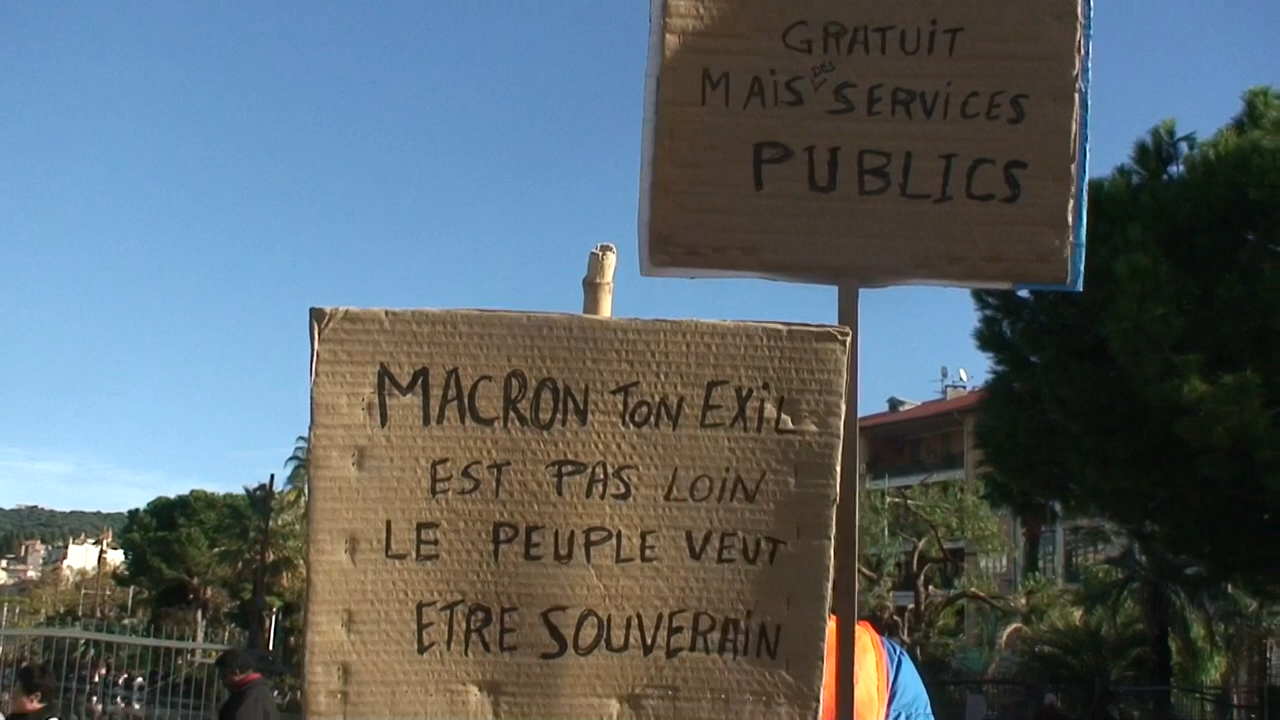 GRATUIT
MAiS DES SERViCES
PUBLICS
MACRON TON EXiL
EST PAS LOiN
LE PEUPLE VEUT
ETRE SOUVERAiN